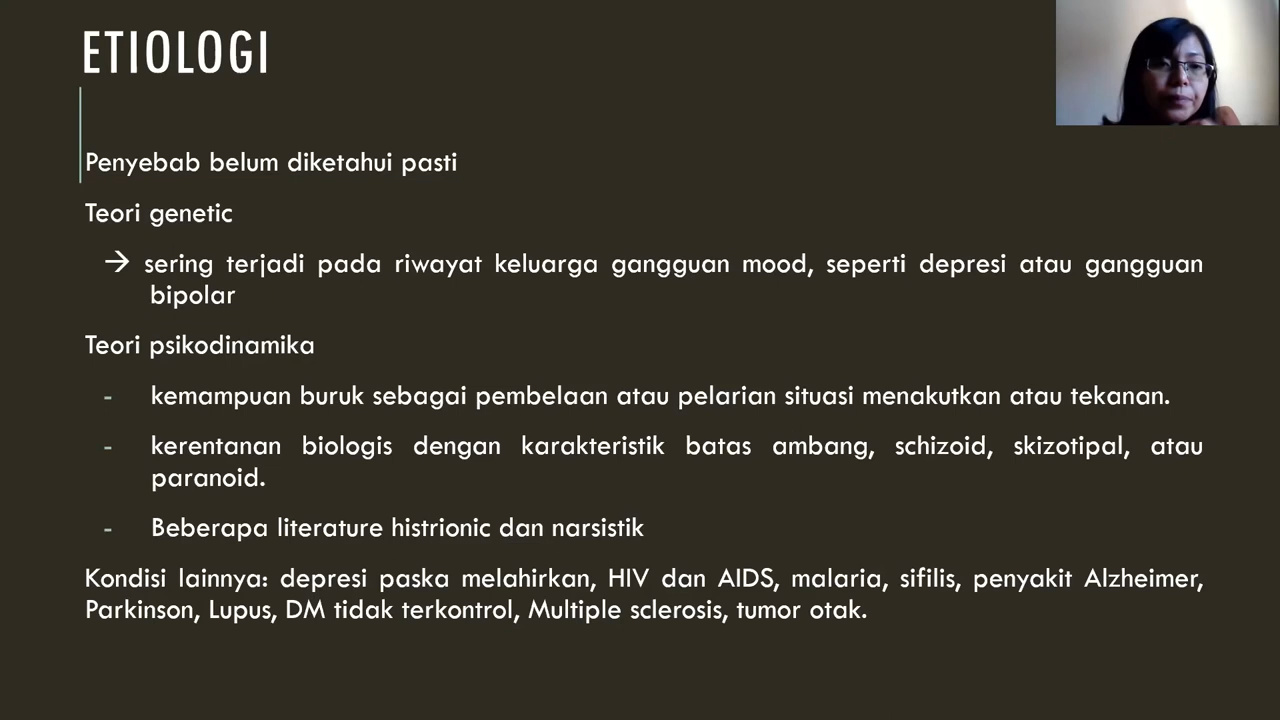 ETIOLOGI
Penyebab belum diketahui pasti
Teori genetic
→ sering terjadi pada riwayat keluarga gangguan mood, seperti depresi atau gangguan
bipolar
Teori psikodinamika
- kemampuan buruk sebagai pembelaan atau pelarian situasi menakutkan atau tekanan.
- kerentanan biologis dengan karakteristik batas ambang, schizoid, skizotipal, atau
paranoid.
- Beberapa literature histrionic dan narsistik
Kondisi lainnya: depresi paska melahirkan, HIV dan AIDS, malaria, sifilis, penyakit Alzheimer,
Parkinson, Lupus, DM tidak terkontrol, Multiple sclerosis, tumor otak.